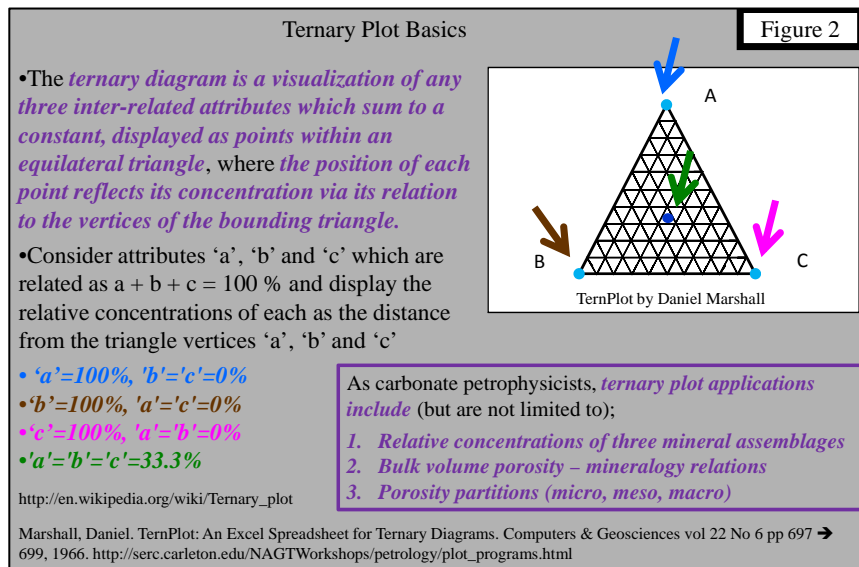 Ternary Plot Basics
Figure 2
•The ternary diagram is a visualization of any
three inter-related attributes which sum to a
constant, displayed as points within an
equilateral triangle, where the position of each
point reflects its concentration via its relation
to the vertices of the bounding triangle.
•Consider attributes ‘a’, ‘b’ and ‘c’ which are
related as a + b + c = 100 % and display the
relative concentrations of each as the distance
from the triangle vertices ‘a’, ‘b’ and ‘c’
• ‘a’=100%, 'b'='c'=0%
•‘b’=100%, 'a'='c'=0%
•‘c’=100%, 'a'='b'=0%
•'a'='b'='c'=33.3%
http://en.wikipedia.org/wiki/Ternary_plot
A
B
C
TernPlot by Daniel Marshall
As carbonate petrophysicists, ternary plot applications
include (but are not limited to);
1. Relative concentrations of three mineral assemblages
2. Bulk volume porosity – mineralogy relations
3. Porosity partitions (micro, meso, macro)
Marshall, Daniel. TernPlot: An Excel Spreadsheet for Ternary Diagrams. Computers & Geosciences vol 22 No 6 pp 697 ➔
699, 1966. http://serc.carleton.edu/NAGTWorkshops/petrology/plot_programs.html